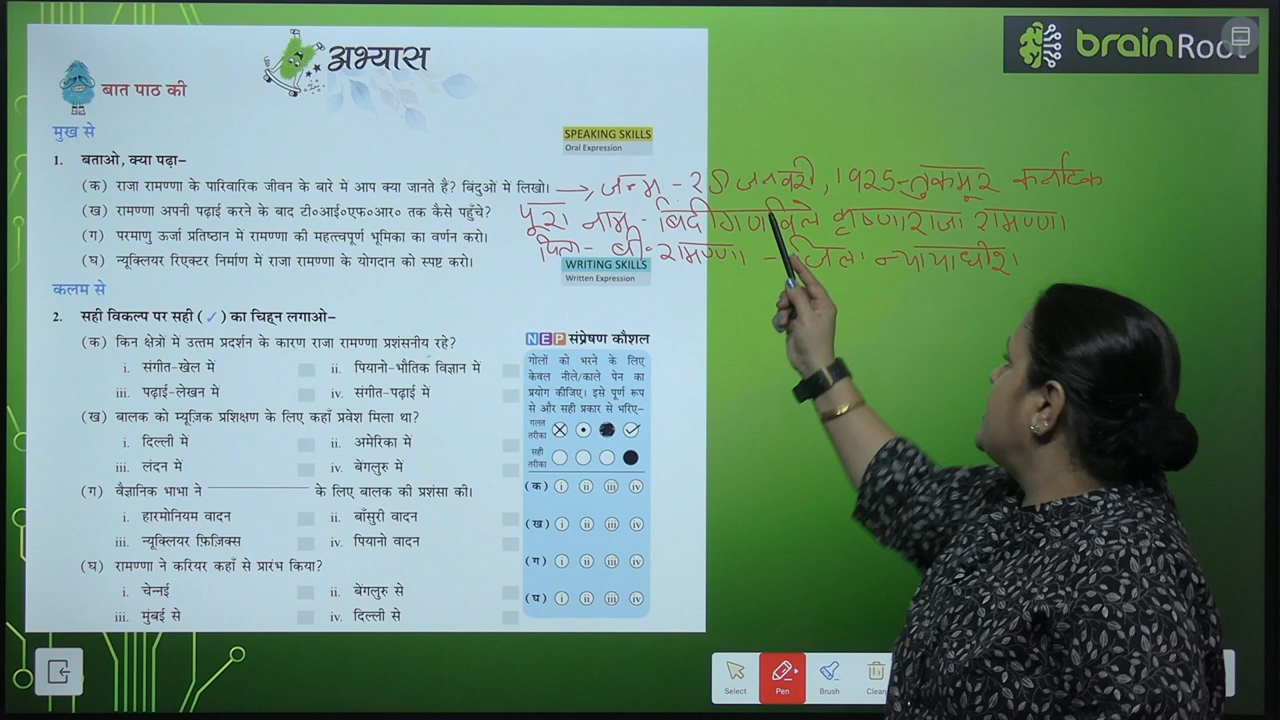 अभ्यास
brain Root
बात पाठ की
मुख से
SPEAKING SKILLS
Oral Expression
1. बताओ, क्या पढ़ा–
(क) राजा रामण्णा के पारिवारिक जीवन के बारे में आप क्या जानते हैं? बिंदुओं में लिखो। → जन्म - 28 जनवरी, 1925 - तुकमूर कर्नाटक
(ख) रामण्णा अपनी पढ़ाई करने के बाद टी०आई०एफ०आर० तक कैसे पहुँचे?
पूरा नाम - कृष्णाराजा रामण्णा
(ग) परमाणु ऊर्जा प्रतिष्ठान में रामण्णा की महत्वपूर्ण भूमिका का वर्णन करो।
पिता - बी० रामण्णा - जिला न्यायाधीश
(घ) न्यूक्लियर रिएक्टर निर्माण में राजा रामण्णा के योगदान को स्पष्ट करो।
WRITING SKILLS
Written Expression
कलम से
2. सही विकल्प पर सही (✓) का चिह्न लगाओ–
(क) किन क्षेत्रों में उत्तम प्रदर्शन के कारण राजा रामण्णा प्रशंसनीय रहे?
i. संगीत-खेल में ii. पियानो-भौतिक विज्ञान में
iii. पढ़ाई-लेखन में iv. संगीत-पढ़ाई में
(ख) बालक को म्यूजिक प्रशिक्षण के लिए कहाँ प्रवेश मिला था?
i. दिल्ली में ii. अमेरिका में
iii. लंदन में iv. बेंगलुरु में
(ग) वैज्ञानिक भाभा ने ____________ के लिए बालक की प्रशंसा की।
i. हारमोनियम वादन ii. बाँसुरी वादन
iii. न्यूक्लियर फ़िज़िक्स iv. पियानो वादन
(घ) रामण्णा ने करियर कहाँ से प्रारंभ किया?
i. चेन्नई ii. बेंगलुरु से
iii. मुंबई से iv. दिल्ली से
NEP संप्रेषण कौशल
गोलों को भरने के लिए
केवल नीले/काले पेन का
प्रयोग कीजिए। इसे पूर्ण रूप
से और सही प्रकार से भरिए–
गलत
तरीका
सही
तरीका
(क) i ii iii iv
(ख) i ii iii iv
(ग) i ii iii iv
(घ) i ii iii iv
Select Pen Brush Clean